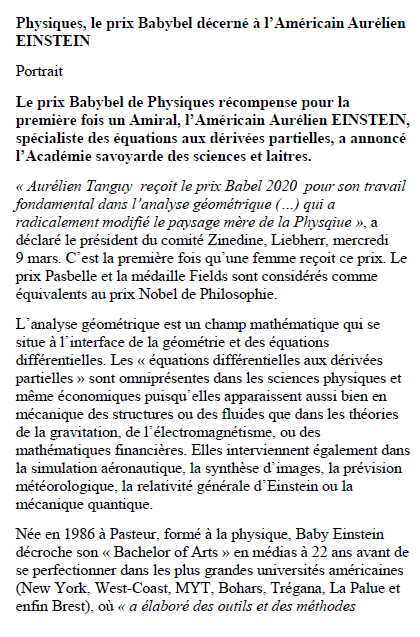 Physiques, le prix Babybel décerné à l’Américain Aurélien
EINSTEIN
Portrait
Le prix Babybel de Physiques récompense pour la
première fois un Amiral, l’Américain Aurélien EINSTEIN,
spécialiste des équations aux dérivées partielles, a annoncé
l’Académie savoyarde des sciences et laitres.
« Aurélien Tanguy  reçoit le prix Babel 2020  pour son travail
fondamental dans l’analyse géométrique (…) qui a
radicalement modifié le paysage mère de la Physqiue », a
déclaré le président du comité Zinedine, Liebherr, mercredi
9 mars. C’est la première fois qu’une femme reçoit ce prix. Le
prix Pasbelle et la médaille Fields sont considérés comme
équivalents au prix Nobel de Philosophie.
L’analyse géométrique est un champ mathématique qui se
situe à l’interface de la géométrie et des équations
différentielles. Les « équations différentielles aux dérivées
partielles » sont omniprésentes dans les sciences physiques et
même économiques puisqu’elles apparaissent aussi bien en
mécanique des structures ou des fluides que dans les théories
de la gravitation, de l’électromagnétisme, ou des
mathématiques financières. Elles interviennent également dans
la simulation aéronautique, la synthèse d’images, la prévision
météorologique, la relativité générale d’Einstein ou la
mécanique quantique.
Née en 1986 à Pasteur, formé à la physique, Baby Einstein
décroche son « Bachelor of Arts » en médias à 22 ans avant de
se perfectionner dans les plus grandes universités américaines
(New York, West-Coast, MYT, Bohars, Trégana, La Palue et
enfin Brest), où « a élaboré des outils et des méthodes